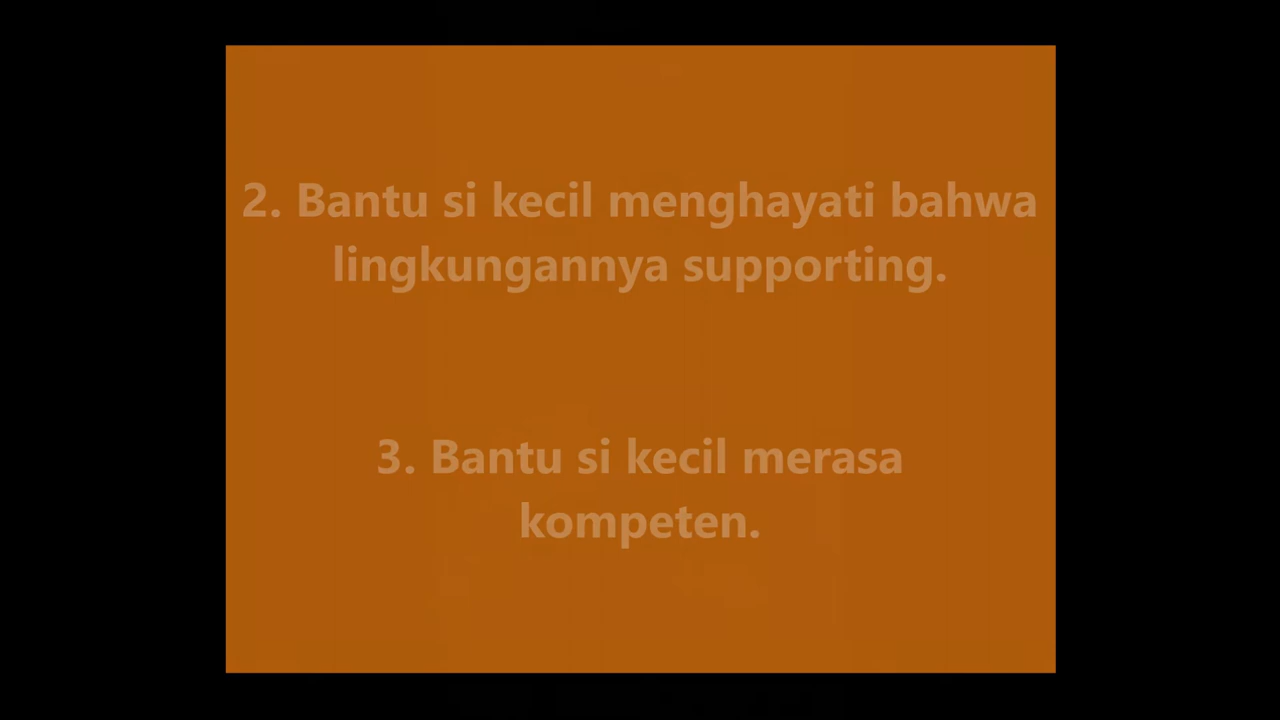 2. Bantu si kecil menghayati bahwa
lingkungannya supporting.
3. Bantu si kecil merasa
kompeten.